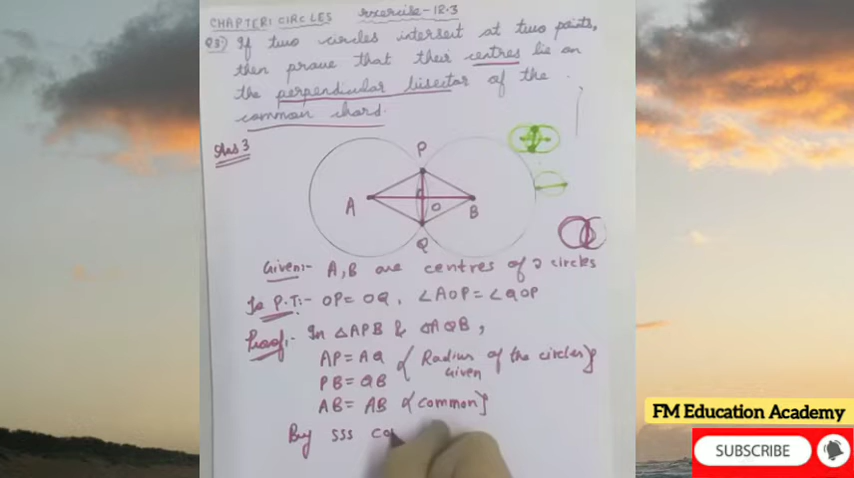 CHAPTER: CIRCLES Exercise-12.3
Q3) If two circles intersect at two points,
then prove that their centres lie on
the perpendicular bisector of the
common chord.
Ans 3
P
A
O
B
Q
Given:- A,B are centres of 2 circles
To P.T:- OP= OQ, ∠AOP = ∠QOP
Proof:- In △APB & △AQB,
AP = AQ { Radius of the circles}
PB = QB Given
AB = AB {common}
By SSS co
FM Education Academy
SUBSCRIBE